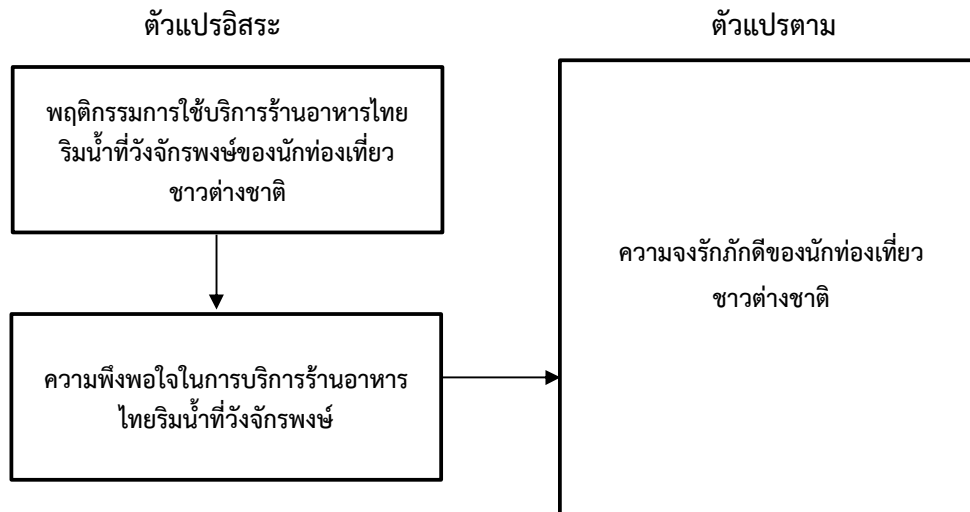 ตัวแปรอิสระ
ตัวแปรตาม
พฤติกรรมการใช้บริการร้านอาหารไทย
ริมน้ำที่วังจักรพงษ์ของนักท่องเที่ยว
ชาวต่างชาติ
ความจงรักภักดีของนักท่องเที่ยว
ชาวต่างชาติ
ความพึงพอใจในการบริการร้านอาหาร
ไทยริมน้ำที่วังจักรพงษ์